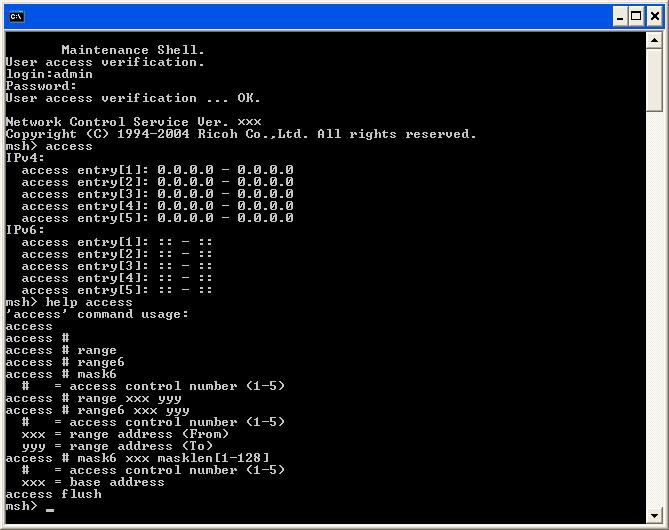 C:\
Maintenance Shell.
User access verification.
login:admin
Password:
User access verification ... OK.
Network Control Service Ver. xxx
Copyright (C) 1994-2004 Ricoh Co.,Ltd. All rights reserved.
msh> access
IPv4:
access entry[1]: 0.0.0.0 - 0.0.0.0
access entry[2]: 0.0.0.0 - 0.0.0.0
access entry[3]: 0.0.0.0 - 0.0.0.0
access entry[4]: 0.0.0.0 - 0.0.0.0
access entry[5]: 0.0.0.0 - 0.0.0.0
IPv6:
access entry[1]: :: - ::
access entry[2]: :: - ::
access entry[3]: :: - ::
access entry[4]: :: - ::
access entry[5]: :: - ::
msh> help access
'access' command usage:
access
access #
access # range
access # range6
access # mask6
#   = access control number (1-5)
access # range xxx yyy
access # range6 xxx yyy
#   = access control number (1-5)
xxx = range address (From)
yyy = range address (To)
access # mask6 xxx masklen[1-128]
#   = access control number (1-5)
xxx = base address
access flush
msh> _